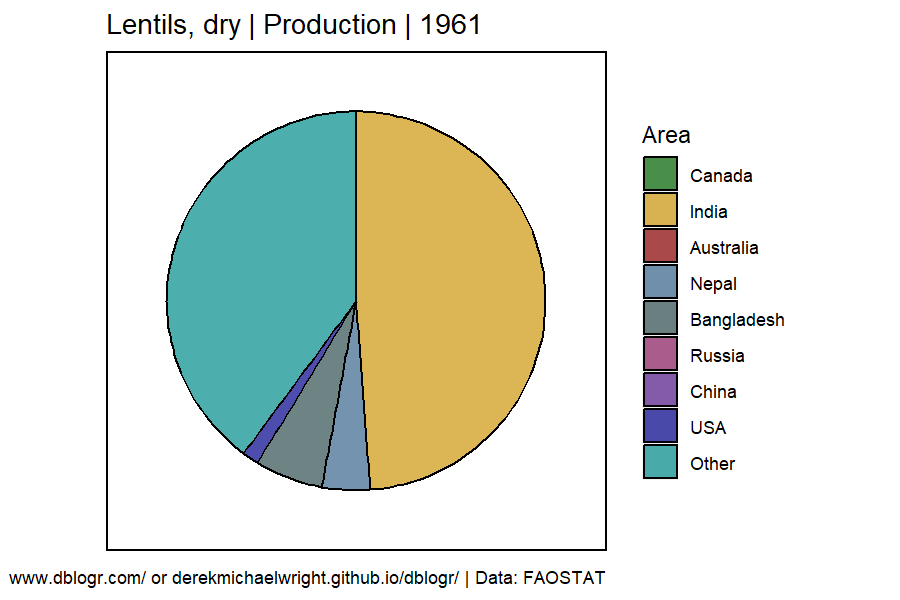 Lentils, dry | Production | 1961
Area
Canada
India
Australia
Nepal
Bangladesh
Russia
China
USA
Other
www.dblogr.com/ or derekmichaelwright.github.io/dblogr/ | Data: FAOSTAT